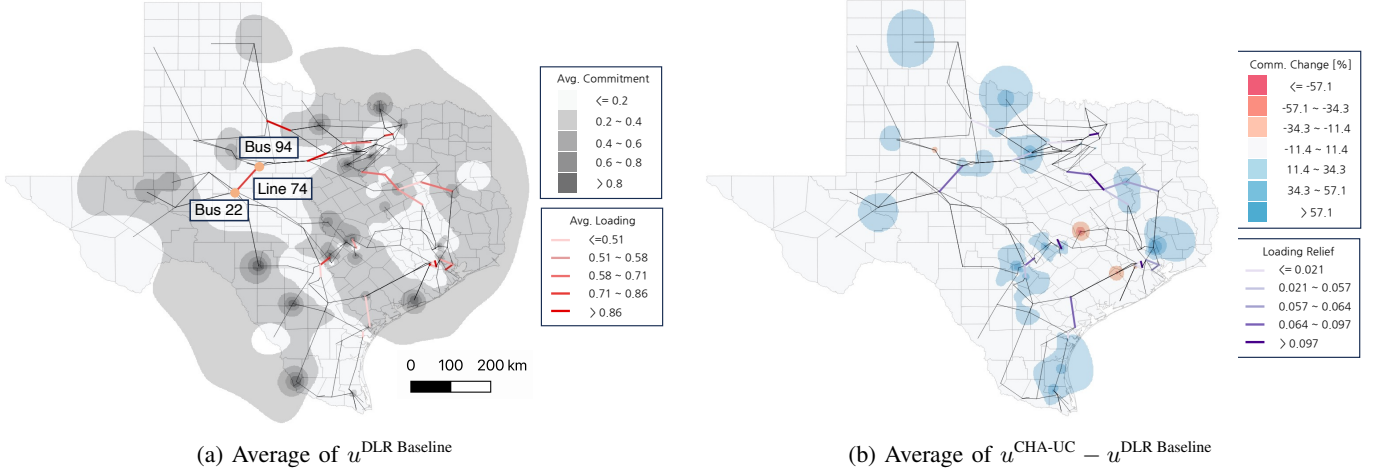 Bus 94
Line 74
Bus 22
0 100 200 km
Avg. Commitment
<= 0.2
0.2 ~ 0.4
0.4 ~ 0.6
0.6 ~ 0.8
> 0.8
Avg. Loading
<=0.51
0.51 ~ 0.58
0.58 ~ 0.71
0.71 ~ 0.86
> 0.86
(a) Average of u^DLR Baseline
Comm. Change [%]
<= -57.1
-57.1 ~ -34.3
-34.3 ~ -11.4
-11.4 ~ 11.4
11.4 ~ 34.3
34.3 ~ 57.1
> 57.1
Loading Relief
<= 0.021
0.021 ~ 0.057
0.057 ~ 0.064
0.064 ~ 0.097
> 0.097
(b) Average of u^CHA-UC − u^DLR Baseline